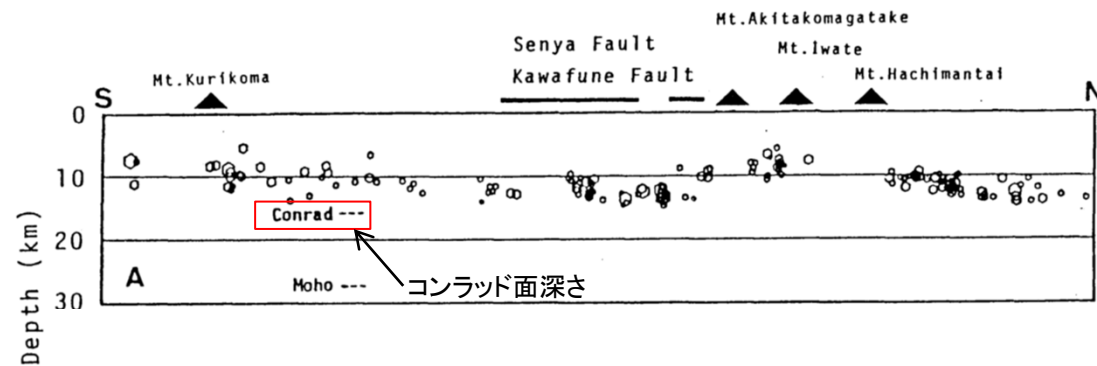 Mt.Akitakomagatake
Senya Fault
Mt.Iwate
Mt.Kurikoma
Kawafune Fault
Mt.Hachimantai
S
N
0
10
Conrad ---
20
A
Moho ---
コンラッド面深さ
30
Depth (km)